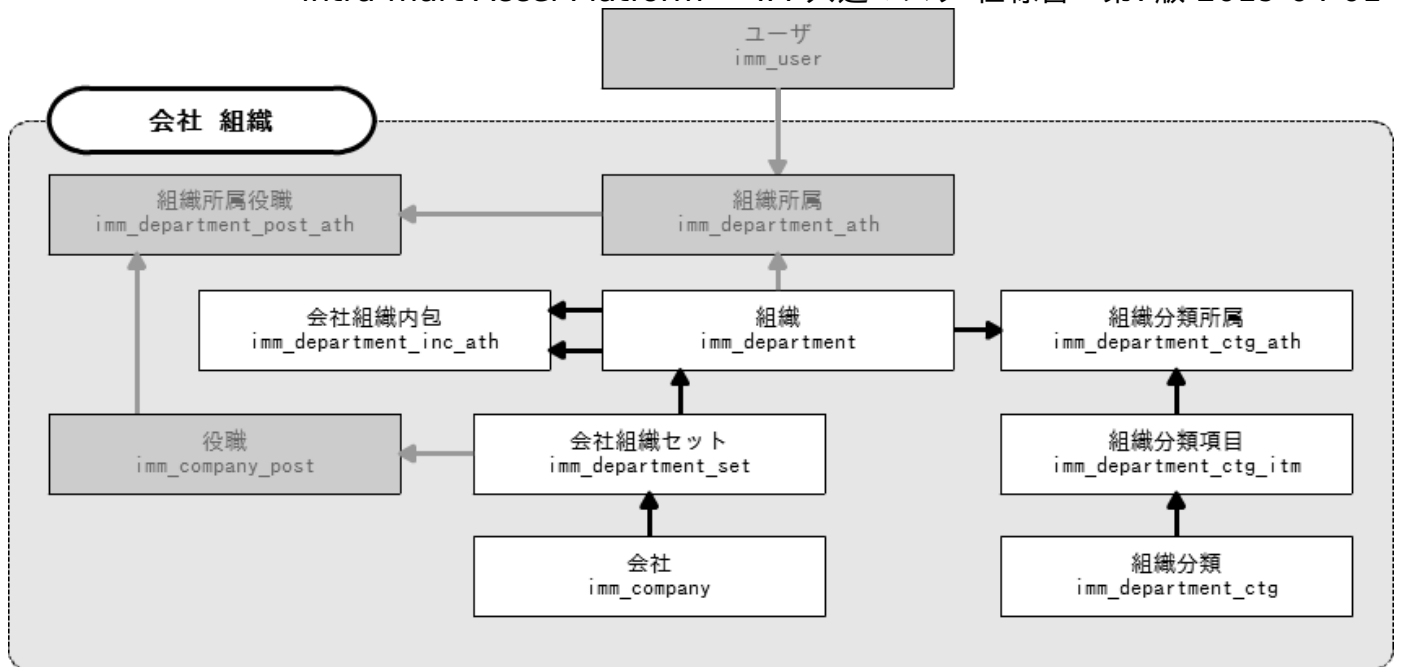 ユーザ
imm_user
会社 組織
組織所属役職
imm_department_post_ath
組織所属
imm_department_ath
会社組織内包
imm_department_inc_ath
組織
imm_department
組織分類所属
imm_department_ctg_ath
役職
imm_company_post
会社組織セット
imm_department_set
組織分類項目
imm_department_ctg_itm
会社
imm_company
組織分類
imm_department_ctg